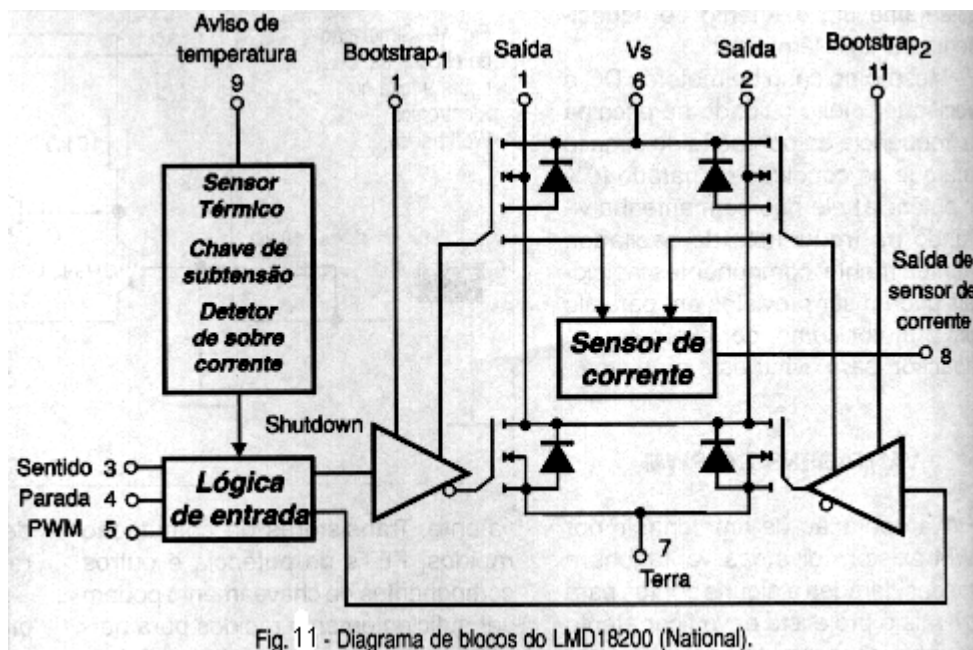 Aviso de
temperatura
9
Bootstrap1
1
Saída
1
Vs
6
Saída
2
Bootstrap2
11
Sensor
Térmico
Chave de
subtensão
Detetor
de sobre
corrente
Sensor de
corrente
Saída de
sensor de
corrente
8
Shutdown
Sentido 3
Parada 4
PWM 5
Lógica
de entrada
7
Terra
Fig. 11 - Diagrama de blocos do LMD18200 (National).